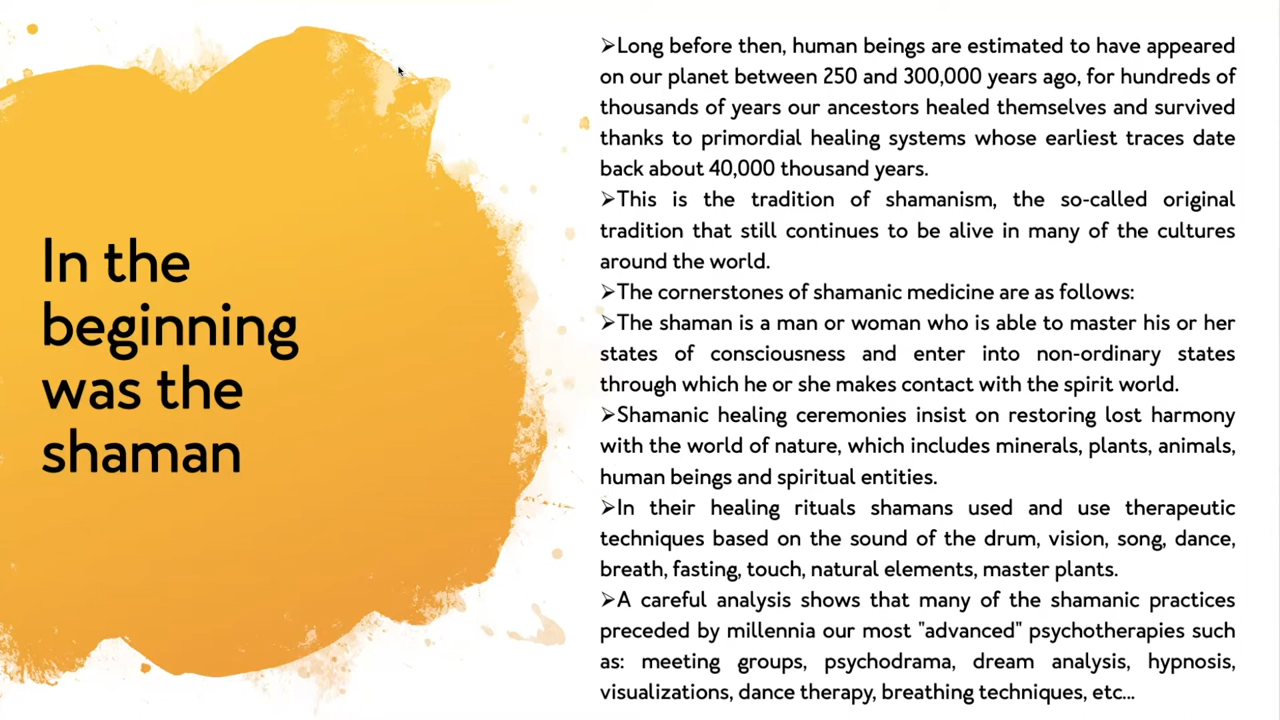 In the
beginning
was the
shaman
➢Long before then, human beings are estimated to have appeared
on our planet between 250 and 300,000 years ago, for hundreds of
thousands of years our ancestors healed themselves and survived
thanks to primordial healing systems whose earliest traces date
back about 40,000 thousand years.
➢This is the tradition of shamanism, the so-called original
tradition that still continues to be alive in many of the cultures
around the world.
➢The cornerstones of shamanic medicine are as follows:
➢The shaman is a man or woman who is able to master his or her
states of consciousness and enter into non-ordinary states
through which he or she makes contact with the spirit world.
➢Shamanic healing ceremonies insist on restoring lost harmony
with the world of nature, which includes minerals, plants, animals,
human beings and spiritual entities.
➢In their healing rituals shamans used and use therapeutic
techniques based on the sound of the drum, vision, song, dance,
breath, fasting, touch, natural elements, master plants.
➢A careful analysis shows that many of the shamanic practices
preceded by millennia our most "advanced" psychotherapies such
as: meeting groups, psychodrama, dream analysis, hypnosis,
visualizations, dance therapy, breathing techniques, etc...